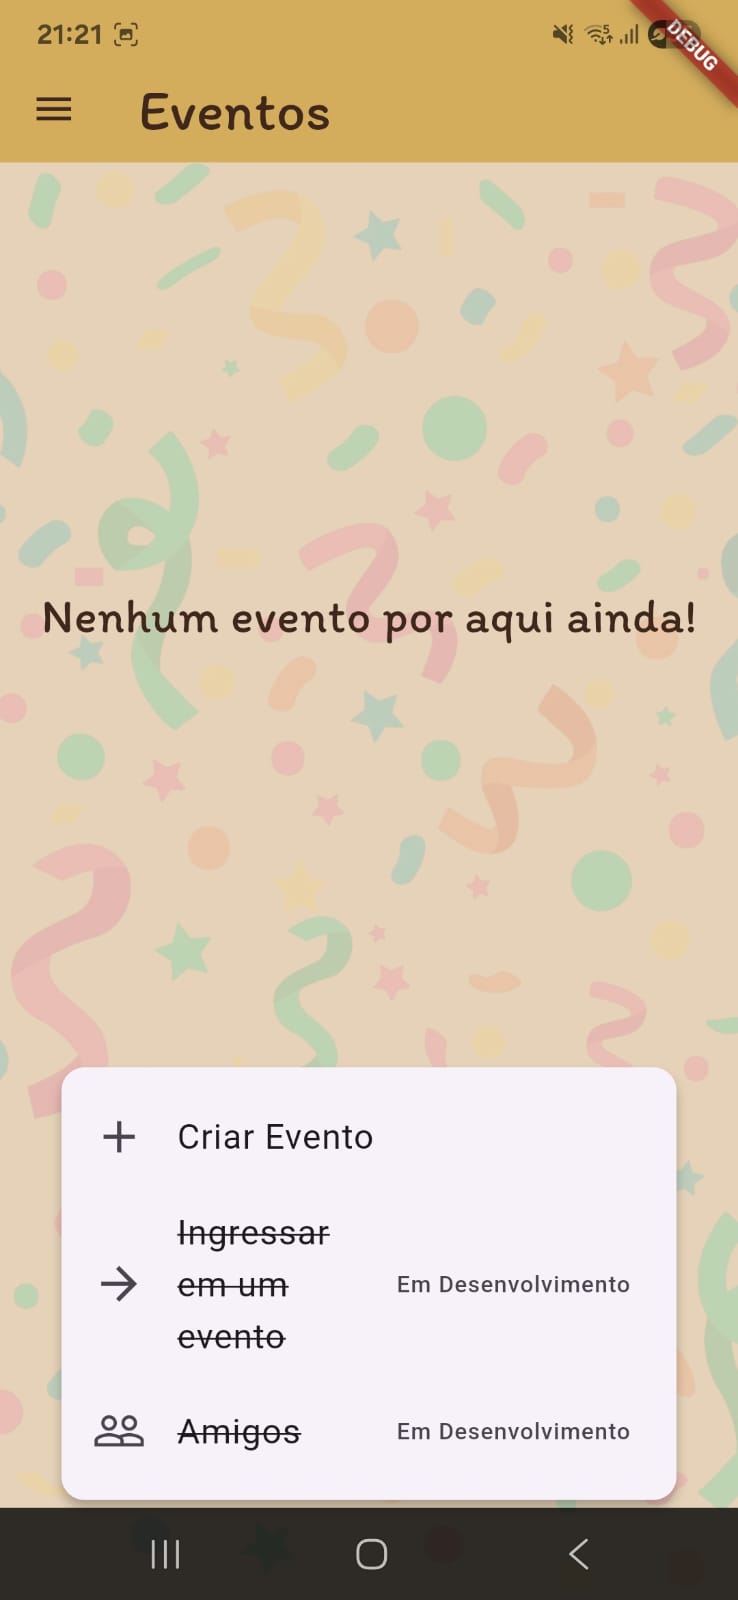 21:21
5
DEBUG
Eventos
Nenhum evento por aqui ainda!
Criar Evento
Ingressar
em um
evento
Em Desenvolvimento
Amigos
Em Desenvolvimento